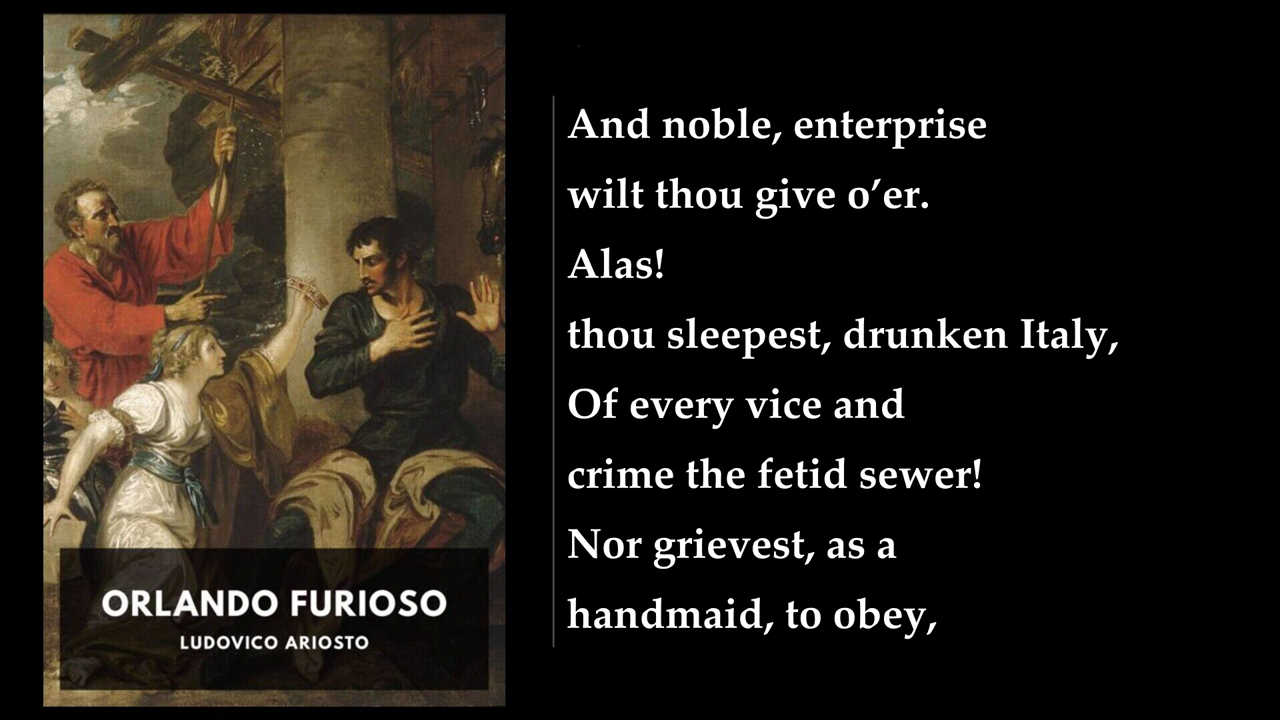 ORLANDO FURIOSO
LUDOVICO ARIOSTO
And noble, enterprise
wilt thou give o’er.
Alas!
thou sleepest, drunken Italy,
Of every vice and
crime the fetid sewer!
Nor grievest, as a
handmaid, to obey,